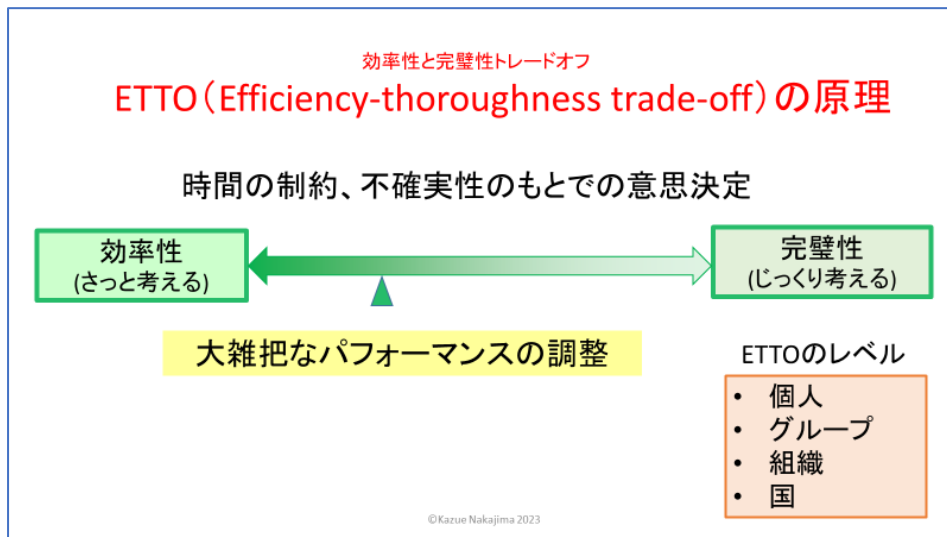 効率性と完璧性トレードオフ
ETTO（Efficiency-thoroughness trade-off）の原理
時間の制約、不確実性のもとでの意思決定
効率性
(さっと考える)
完璧性
(じっくり考える)
大雑把なパフォーマンスの調整
ETTOのレベル
• 個人
• グループ
• 組織
• 国
©Kazue Nakajima 2023